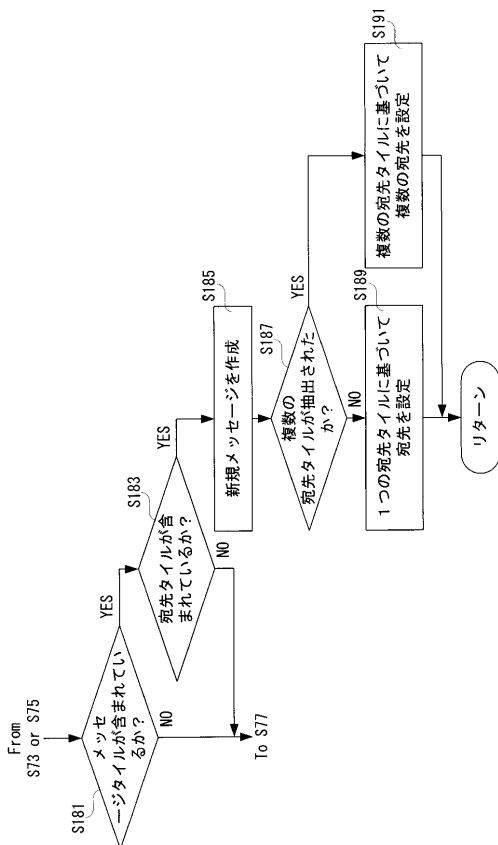 From
S73 or S75
S181
メッセ
ージタイルが含まれてい
るか?
YES
NO
To S77
S183
宛先タイルが含
まれているか?
YES
NO
S185
新規メッセージを作成
S187
複数の
宛先タイルが抽出された
か?
YES
NO
S189
1つの宛先タイルに基づいて
宛先を設定
S191
複数の宛先タイルに基づいて
複数の宛先を設定
リターン